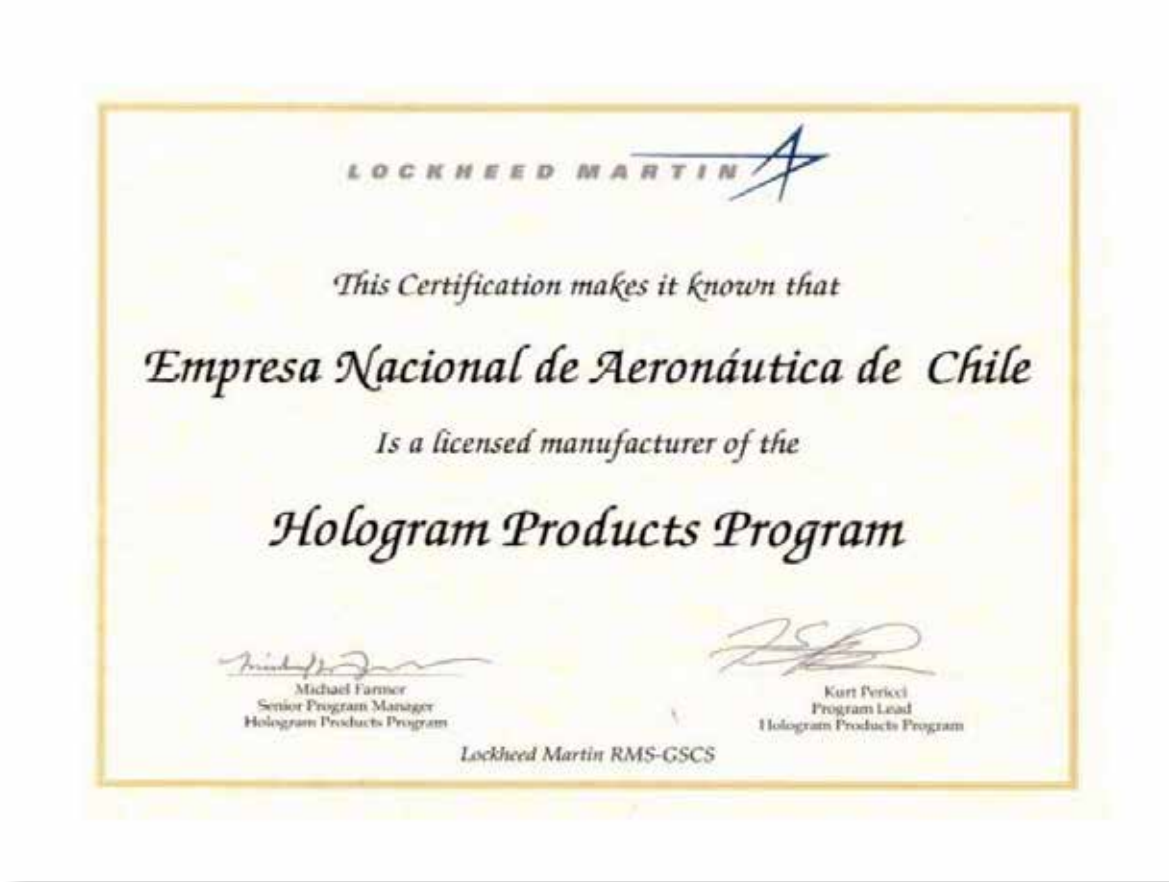 LOCKHEED MARTIN
This Certification makes it known that
Empresa Nacional de Aeronáutica de Chile
Is a licensed manufacturer of the
Hologram Products Program
Michael Farmer
Senior Program Manager
Hologram Products Program
Kurt Pericci
Program Lead
Hologram Products Program
Lockheed Martin RMS-GSCS